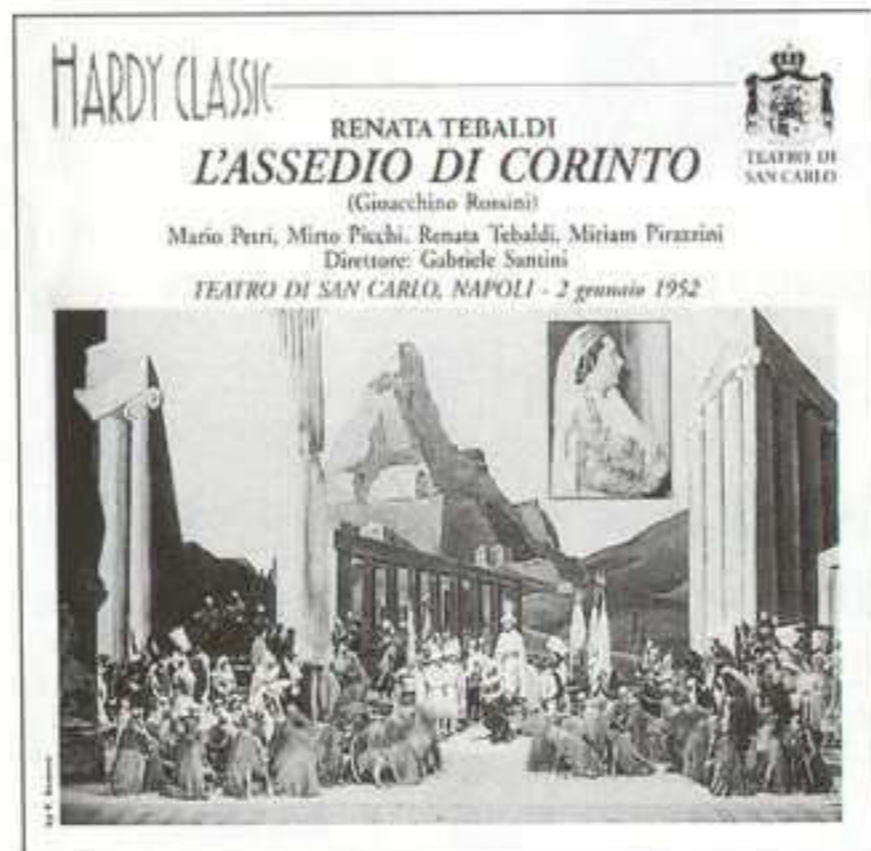 HARDY CLASSIC
RENATA TEBALDI
L'ASSEDIO DI CORINTO
(Gioacchino Rossini)
TEATRO DI
SAN CARLO
Mario Petri, Mirto Picchi, Renata Tebaldi, Miriam Pirazzini
Direttore: Gabriele Santini
TEATRO DI SAN CARLO, NAPOLI - 2 gennaio 1952